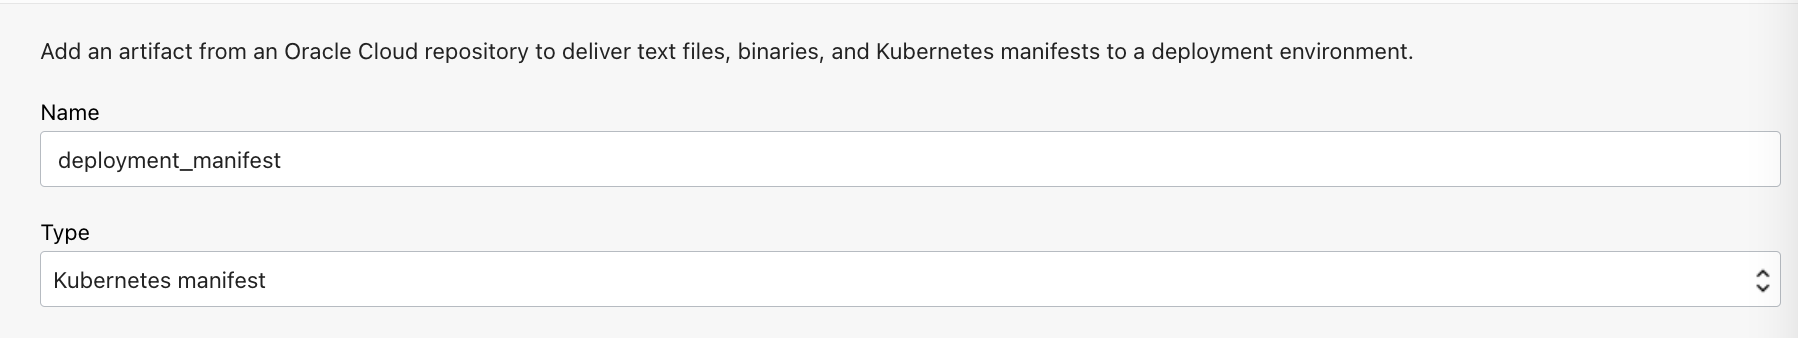 Add an artifact from an Oracle Cloud repository to deliver text files, binaries, and Kubernetes manifests to a deployment environment.
Name
deployment_manifest
Type
Kubernetes manifest